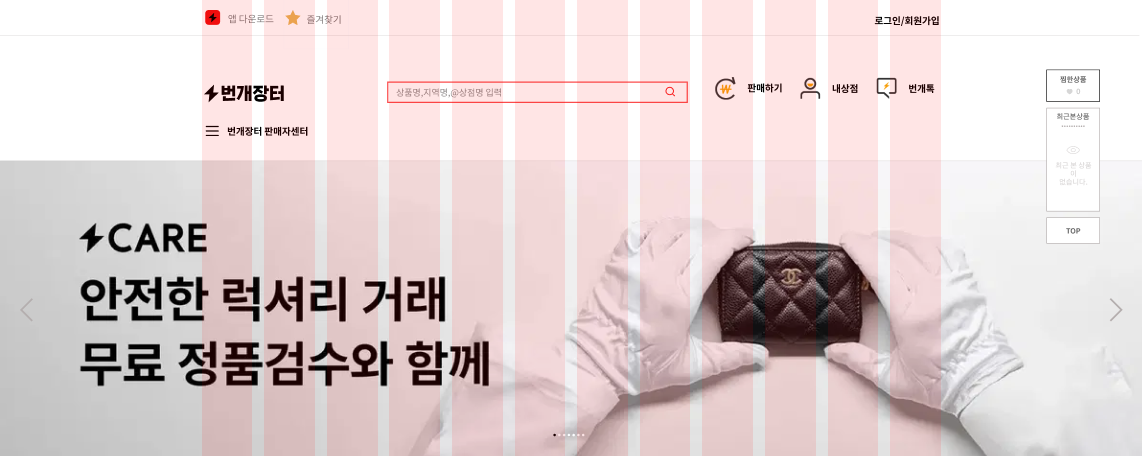 앱 다운로드 즐겨찾기 로그인/회원가입
번개장터
상품명,지역명,@상점명 입력
판매하기 내상점 번개톡
번개장터 판매자센터
찜한상품
0
최근본상품
최근 본 상품
이
없습니다.
TOP
CARE
안전한 럭셔리 거래
무료 정품검수와 함께